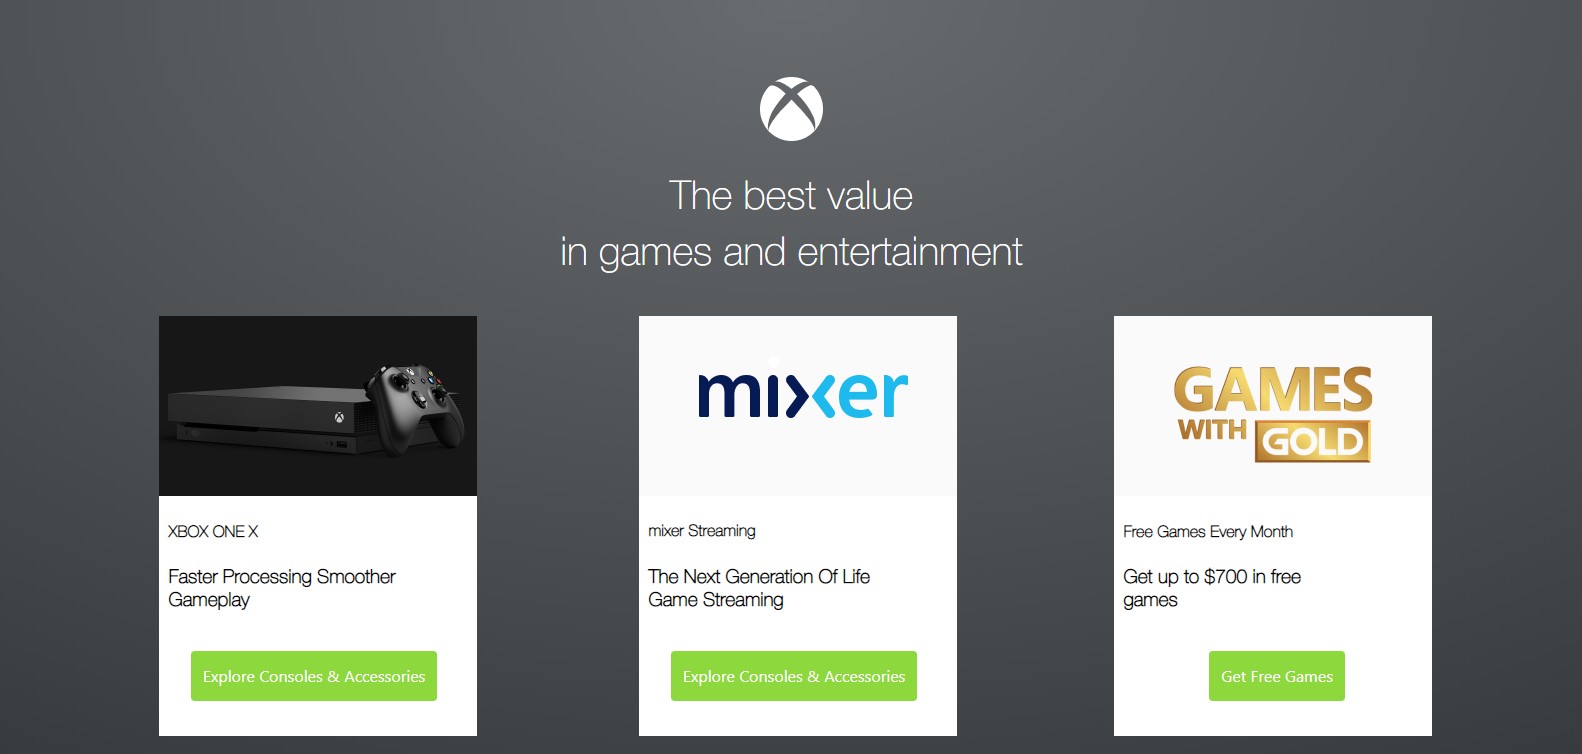 The best value
in games and entertainment
mixer
GAMES
WITH GOLD
XBOX ONE X
Faster Processing Smoother
Gameplay
Explore Consoles & Accessories
mixer Streaming
The Next Generation Of Life
Game Streaming
Explore Consoles & Accessories
Free Games Every Month
Get up to $700 in free
games
Get Free Games